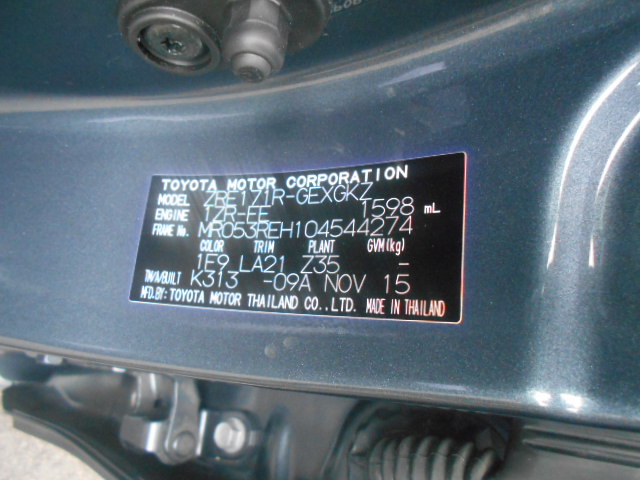 TOYOTA MOTOR CORPORATION
MODEL ZRE171R-GEXGKZ
ENGINE 1ZR-FE 1598 mL
FRAME No. MR053REH104544274
COLOR TRIM PLANT GVM(kg)
1F9 LA21 Z35 -
T/M/A/BUILT K313 -09A NOV 15
MFD.BY: TOYOTA MOTOR THAILAND CO.,LTD. MADE IN THAILAND